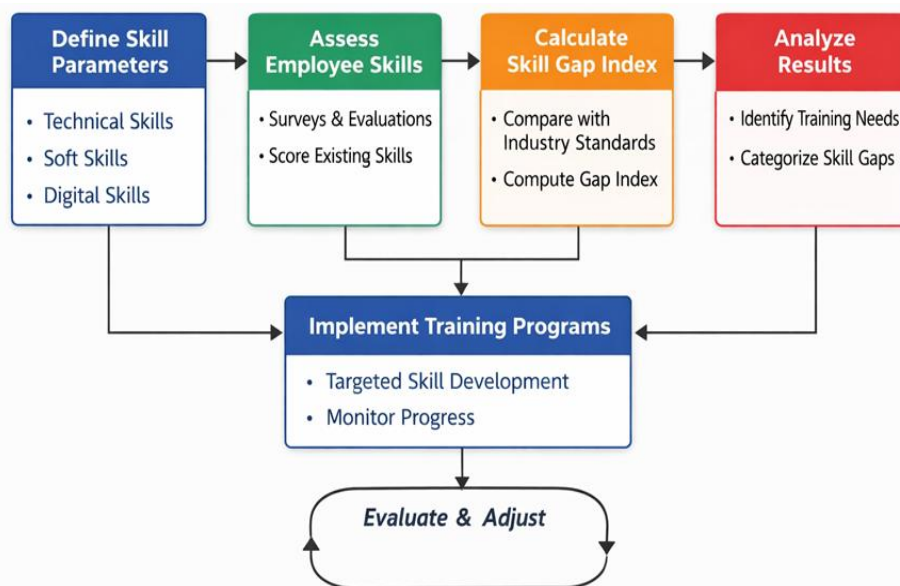 Define Skill
Parameters
• Technical Skills
• Soft Skills
• Digital Skills
Assess
Employee Skills
• Surveys & Evaluations
• Score Existing Skills
Calculate
Skill Gap Index
• Compare with
Industry Standards
• Compute Gap Index
Analyze
Results
• Identify Training Needs
• Categorize Skill Gaps
Implement Training Programs
• Targeted Skill Development
• Monitor Progress
Evaluate & Adjust